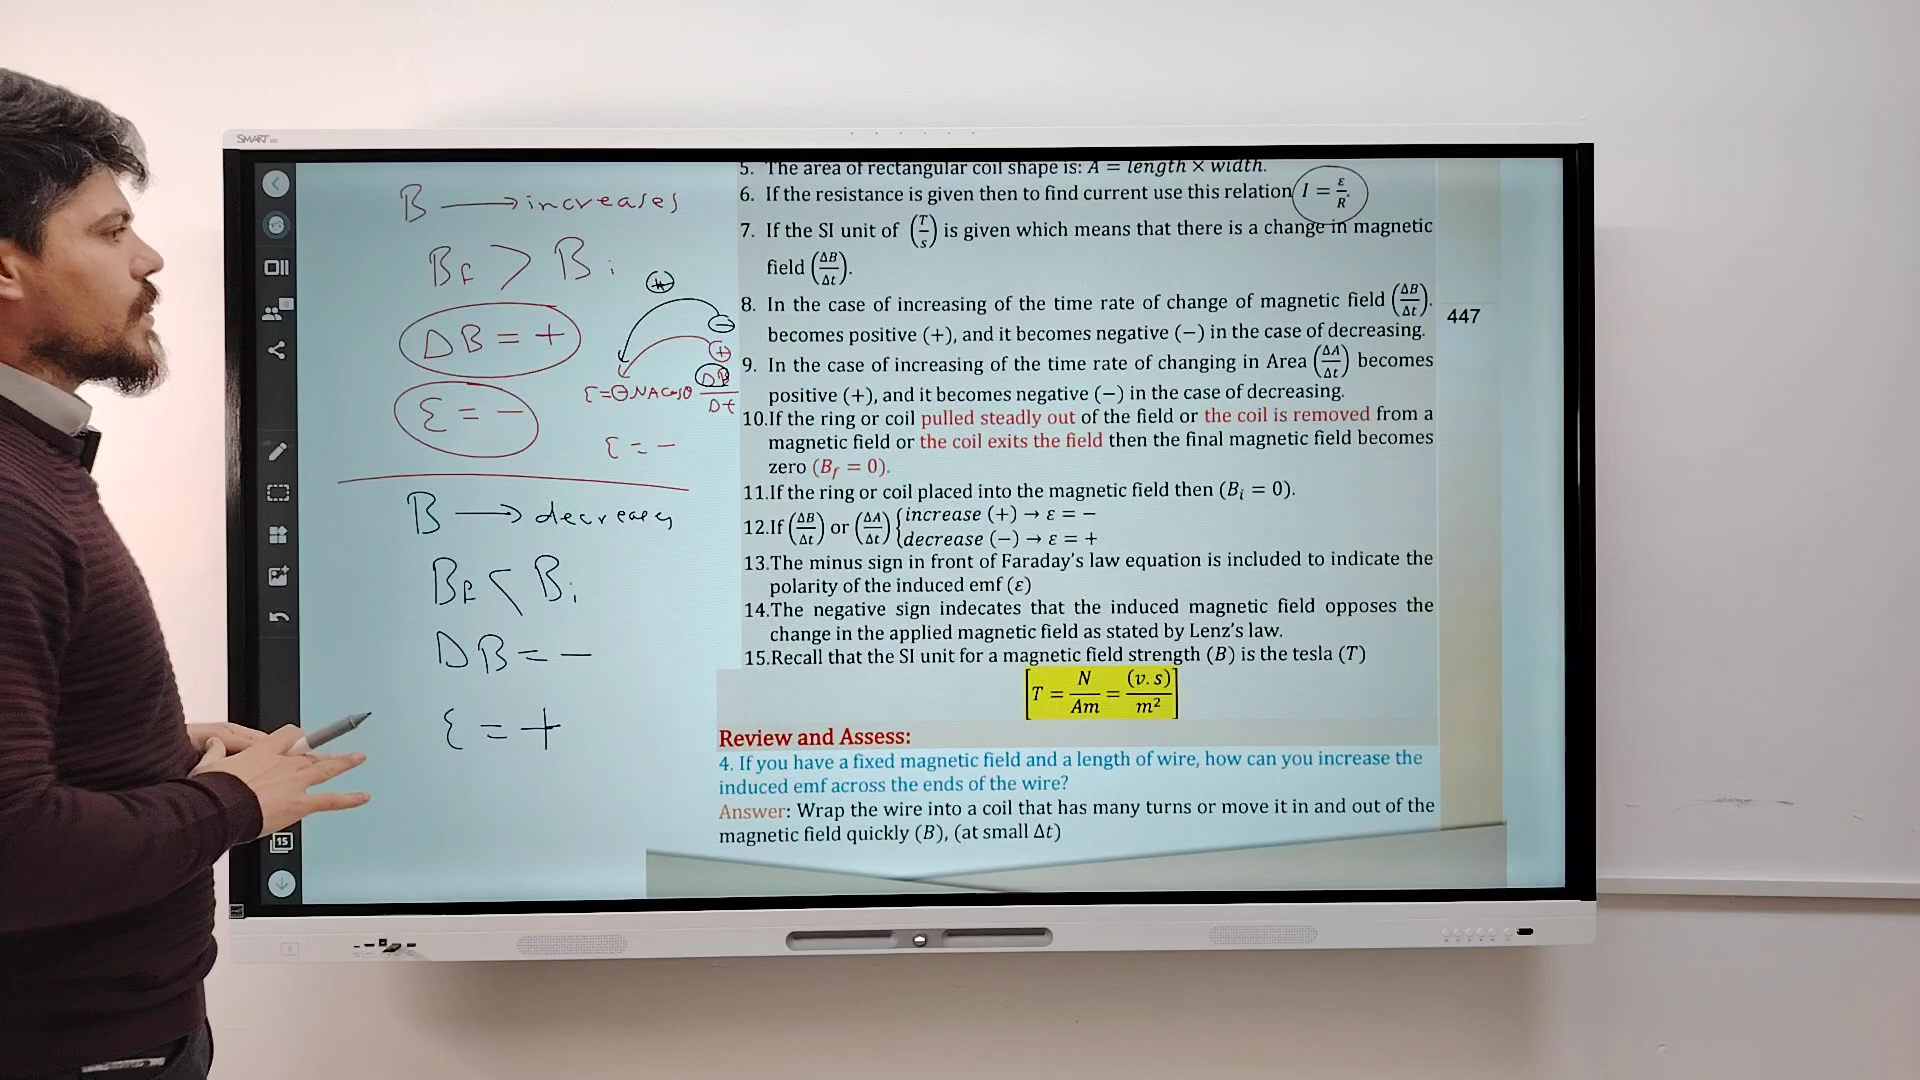 SMART
B → increases
Bf > Bi
ΔB = +
ε = -
+
-
+
ε = - NA cosθ ΔB/Δt
ε = -
B → decreases
Bf < Bi
ΔB = -
ε = +
15
5. The area of rectangular coil shape is: A = length × width.
6. If the resistance is given then to find current use this relation I = ε/R.
7. If the SI unit of (T/s) is given which means that there is a change in magnetic
field (ΔB/Δt).
8. In the case of increasing of the time rate of change of magnetic field (ΔB/Δt).
becomes positive (+), and it becomes negative (−) in the case of decreasing.
9. In the case of increasing of the time rate of changing in Area (ΔA/Δt) becomes
positive (+), and it becomes negative (−) in the case of decreasing.
10.If the ring or coil pulled steadily out of the field or the coil is removed from a
magnetic field or the coil exits the field then the final magnetic field becomes
zero (Bf = 0).
11.If the ring or coil placed into the magnetic field then (Bi = 0).
12.If (ΔB/Δt) or (ΔA/Δt) {increase (+) → ε = −
decrease (−) → ε = +
13.The minus sign in front of Faraday's law equation is included to indicate the
polarity of the induced emf (ε)
14.The negative sign indecates that the induced magnetic field opposes the
change in the applied magnetic field as stated by Lenz's law.
15.Recall that the SI unit for a magnetic field strength (B) is the tesla (T)
[T = N/Am = (v.s)/m²]
Review and Assess:
4. If you have a fixed magnetic field and a length of wire, how can you increase the
induced emf across the ends of the wire?
Answer: Wrap the wire into a coil that has many turns or move it in and out of the
magnetic field quickly (B), (at small Δt)
447